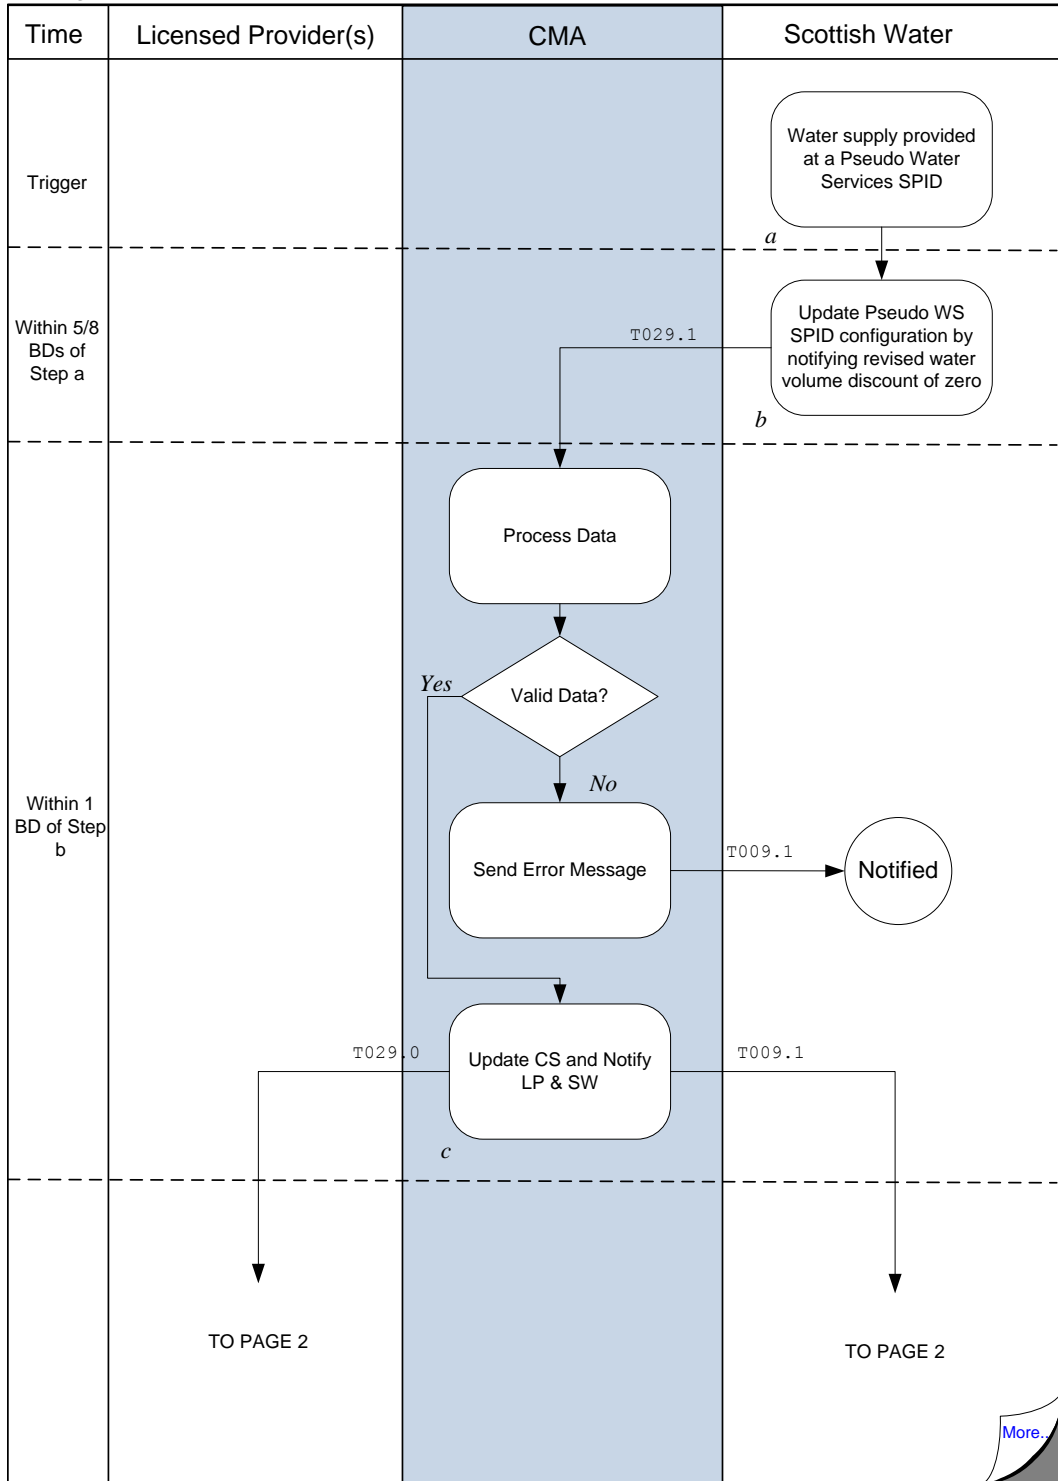 Time
Licensed Provider(s)
CMA
Scottish Water
Trigger
Water supply provided
at a Pseudo Water
Services SPID
a
Within 5/8
BDs of
Step a
T029.1
Update Pseudo WS
SPID configuration by
notifying revised water
volume discount of zero
b
Process Data
Yes
Valid Data?
No
Within 1
BD of Step
b
Send Error Message
T009.1
Notified
T029.0
Update CS and Notify
LP & SW
T009.1
c
TO PAGE 2
TO PAGE 2
More..